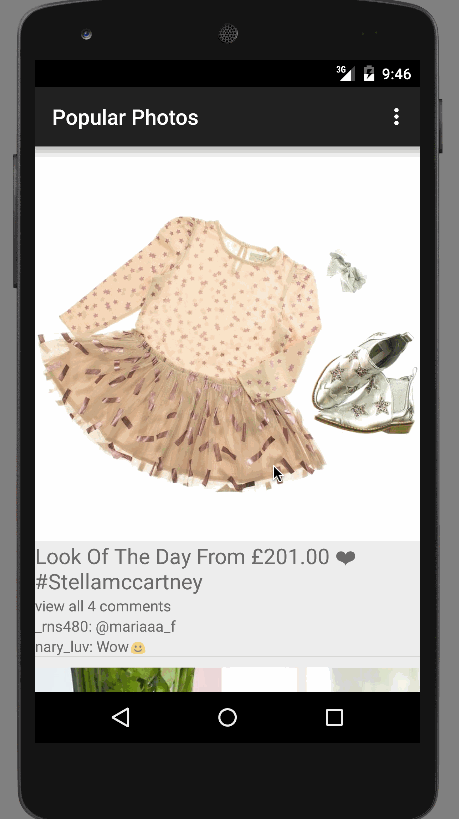 3G 9:46
Popular Photos
Look Of The Day From £201.00 ❤
#Stellamccartney
view all 4 comments
_rns480: @mariaaa_f
nary_luv: Wow😀